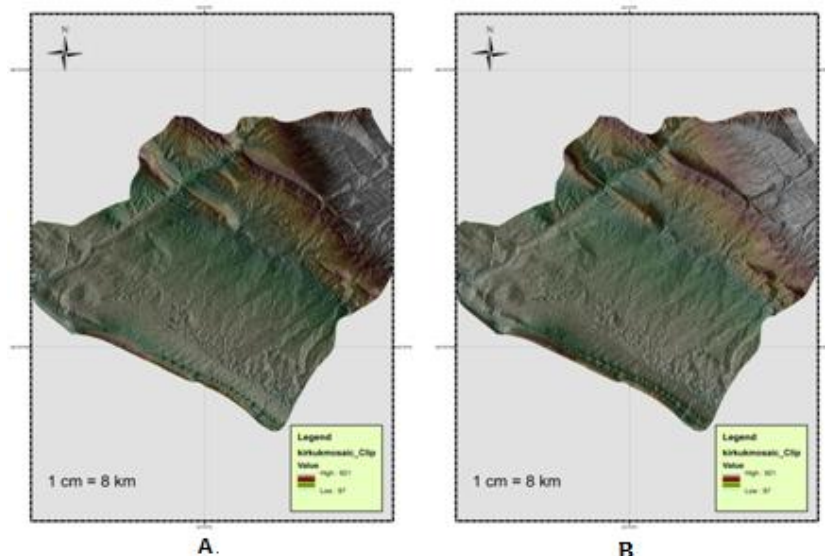 N
Legend
kirkukmosaic_Clip
Value
High : 921
Low : 97
1 cm = 8 km
A.
N
Legend
kirkukmosaic_Clip
Value
High : 921
Low : 97
1 cm = 8 km
B